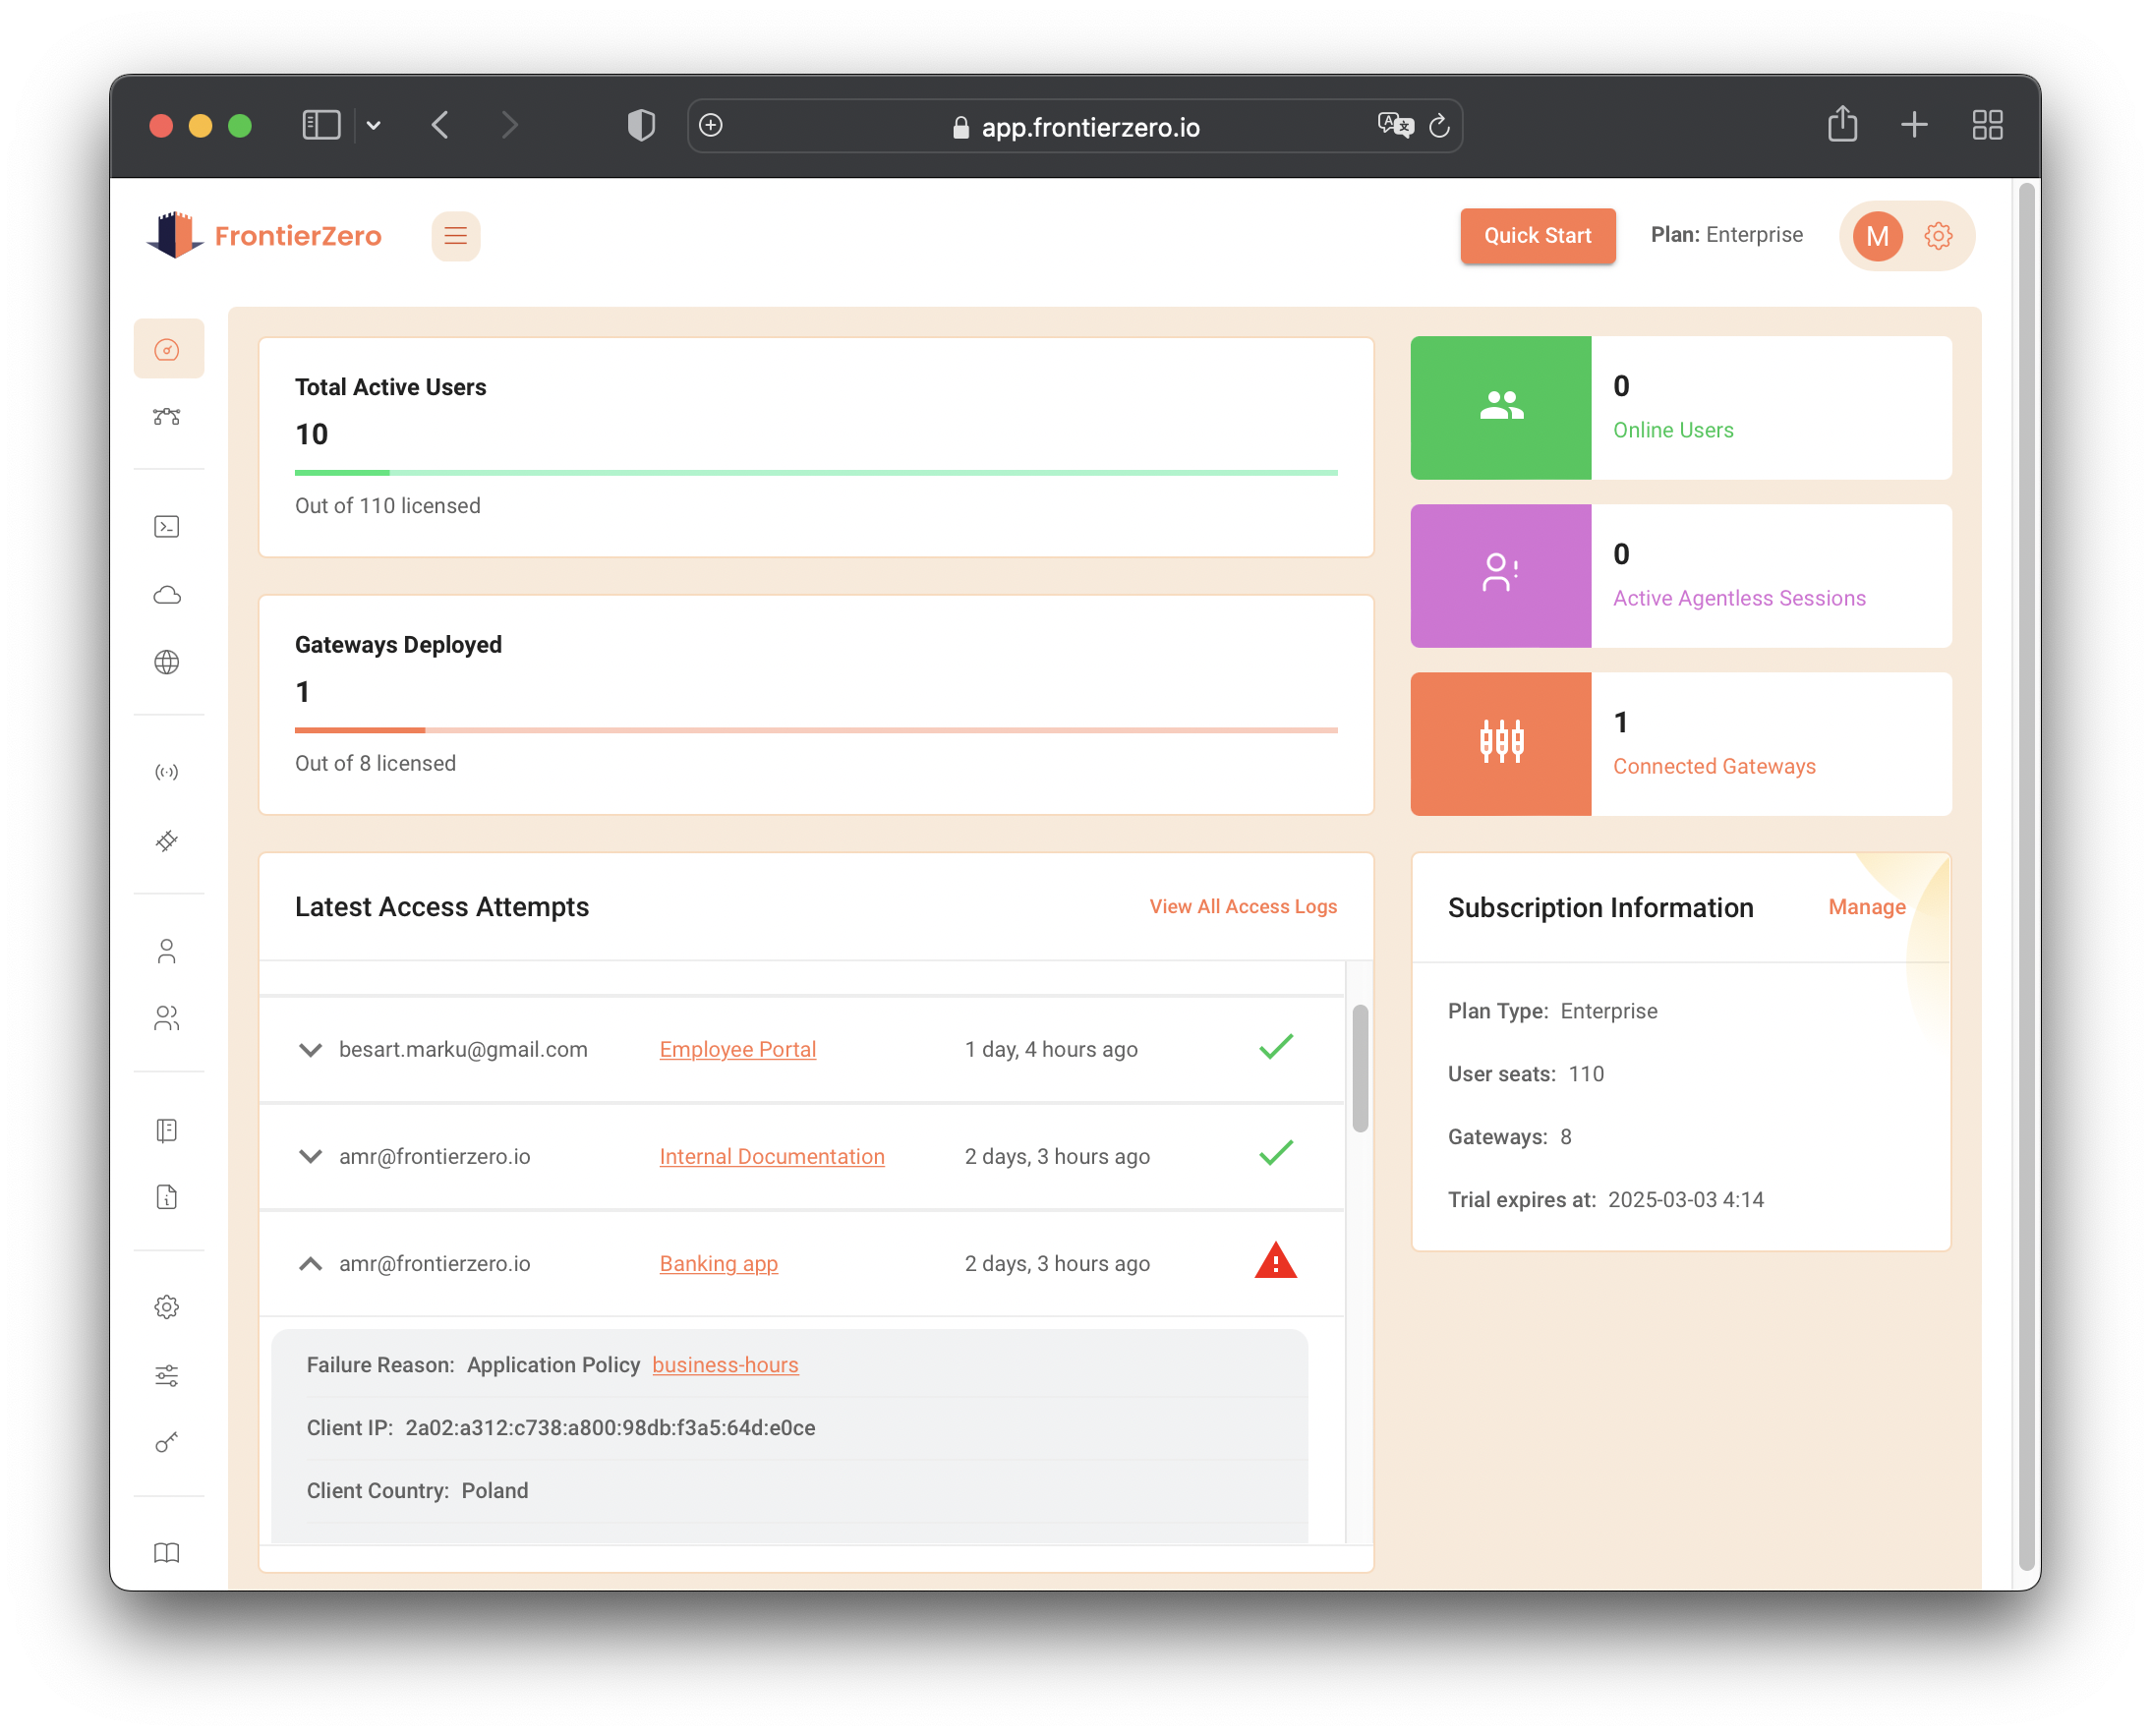 app.frontierzero.io
FrontierZero
Quick Start
Plan: Enterprise
M
Total Active Users
10
Out of 110 licensed
0
Online Users
0
Active Agentless Sessions
Gateways Deployed
1
Out of 8 licensed
1
Connected Gateways
Latest Access Attempts
View All Access Logs
besart.marku@gmail.com Employee Portal 1 day, 4 hours ago
amr@frontierzero.io Internal Documentation 2 days, 3 hours ago
amr@frontierzero.io Banking app 2 days, 3 hours ago
Failure Reason: Application Policy business-hours
Client IP: 2a02:a312:c738:a800:98db:f3a5:64d:e0ce
Client Country: Poland
Subscription Information
Manage
Plan Type: Enterprise
User seats: 110
Gateways: 8
Trial expires at: 2025-03-03 4:14